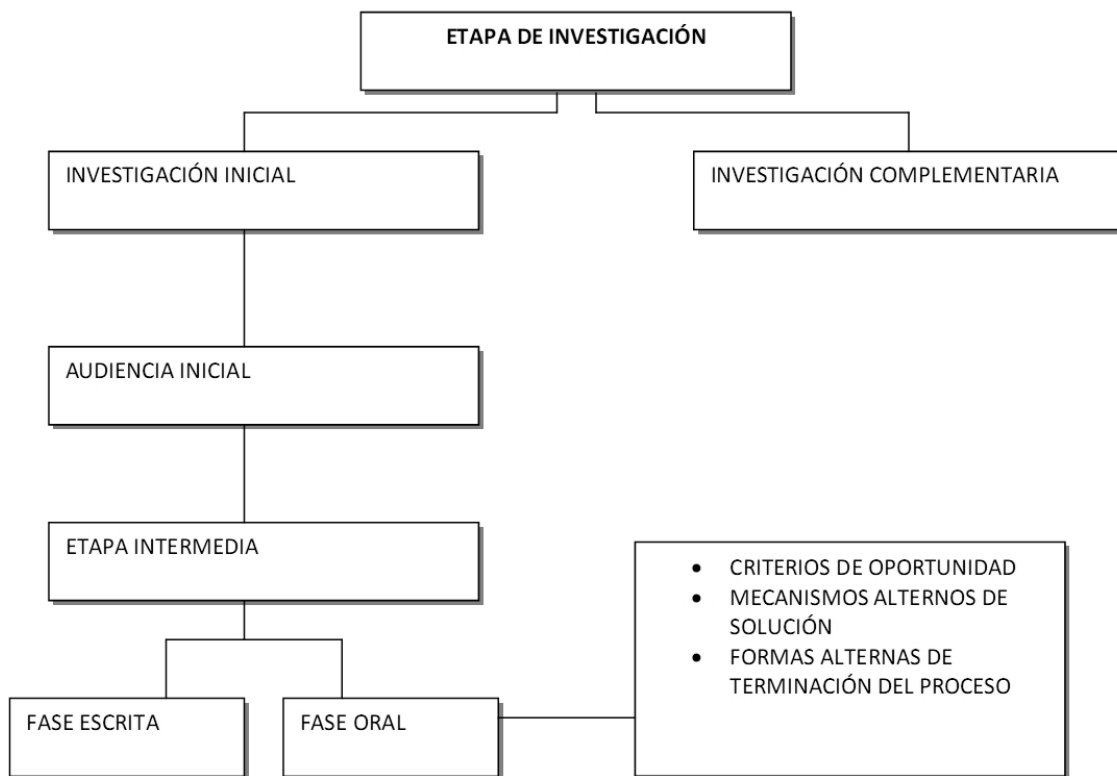 ETAPA DE INVESTIGACIÓN
INVESTIGACIÓN INICIAL
INVESTIGACIÓN COMPLEMENTARIA
AUDIENCIA INICIAL
ETAPA INTERMEDIA
• CRITERIOS DE OPORTUNIDAD
• MECANISMOS ALTERNOS DE
SOLUCIÓN
• FORMAS ALTERNAS DE
TERMINACIÓN DEL PROCESO
FASE ESCRITA
FASE ORAL